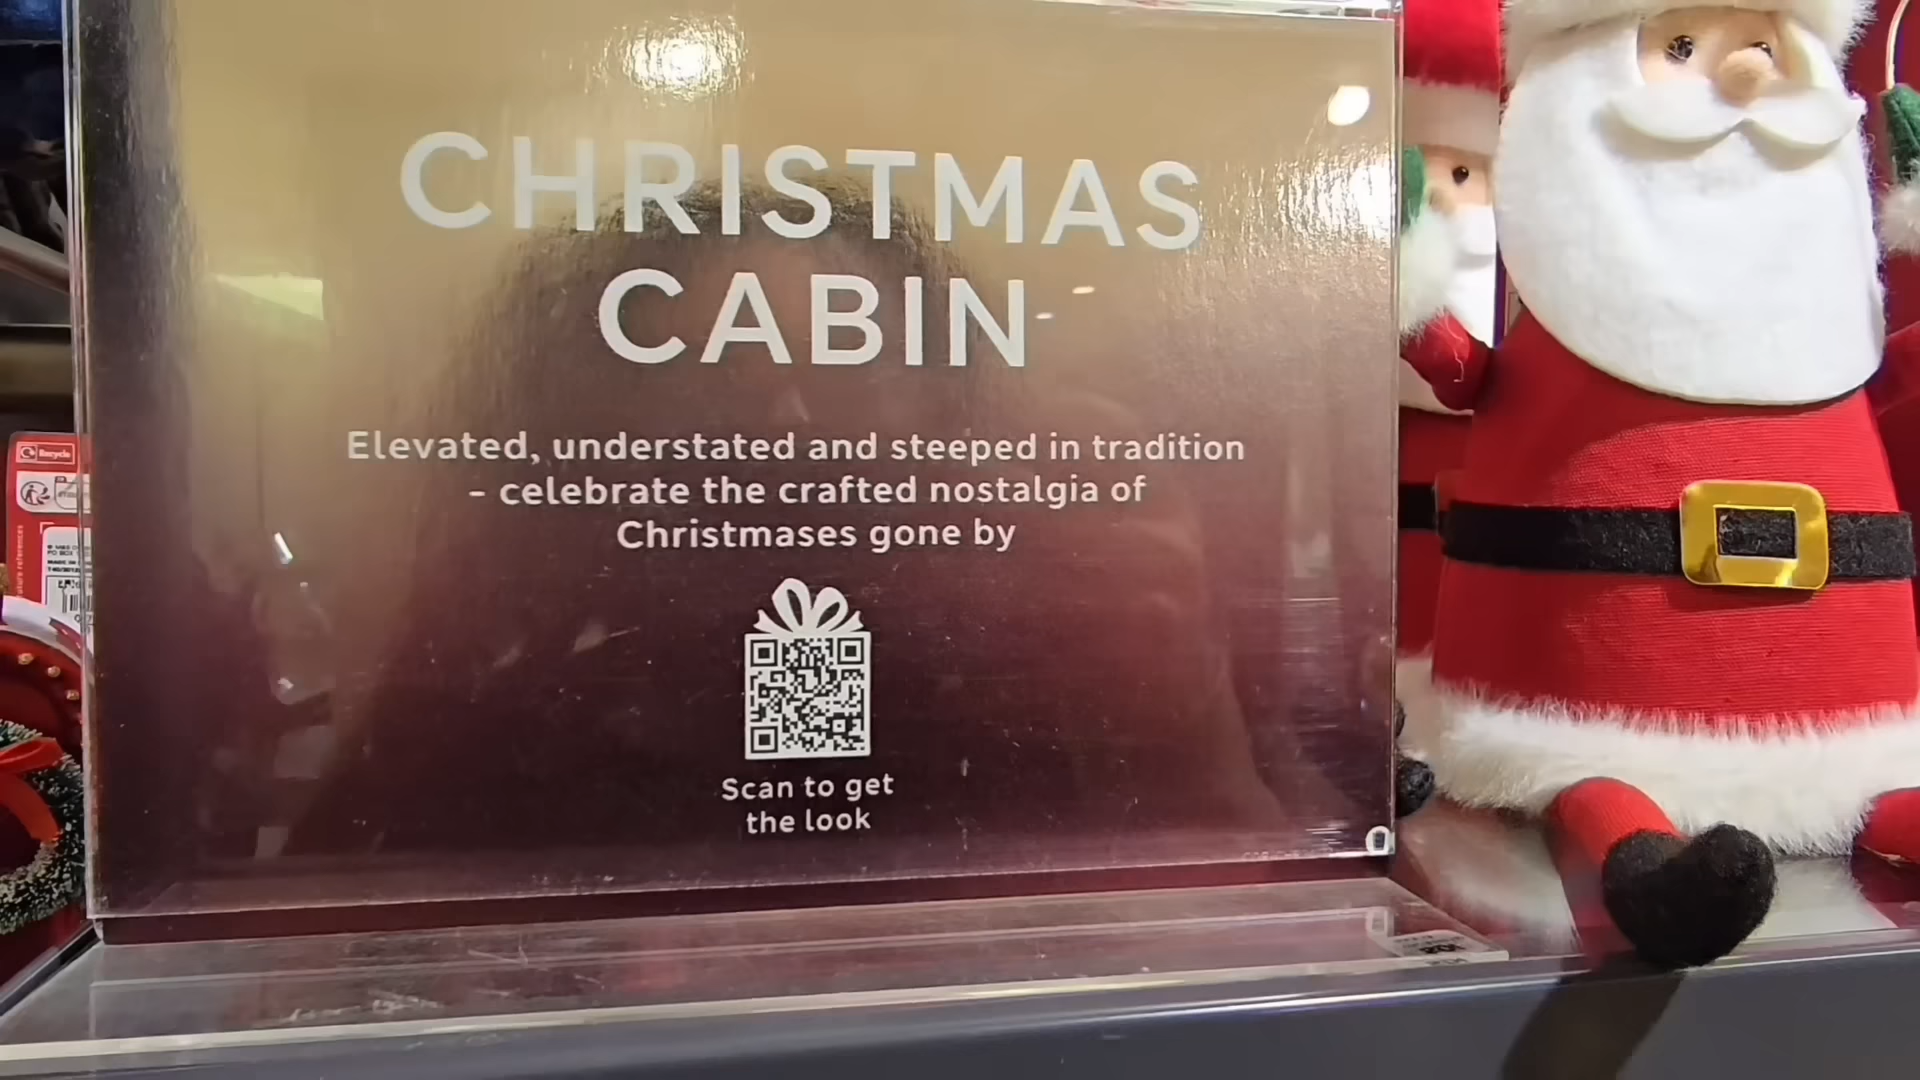 CHRISTMAS
CABIN
Elevated, understated and steeped in tradition
- celebrate the crafted nostalgia of
Christmases gone by
Scan to get
the look
Recycle